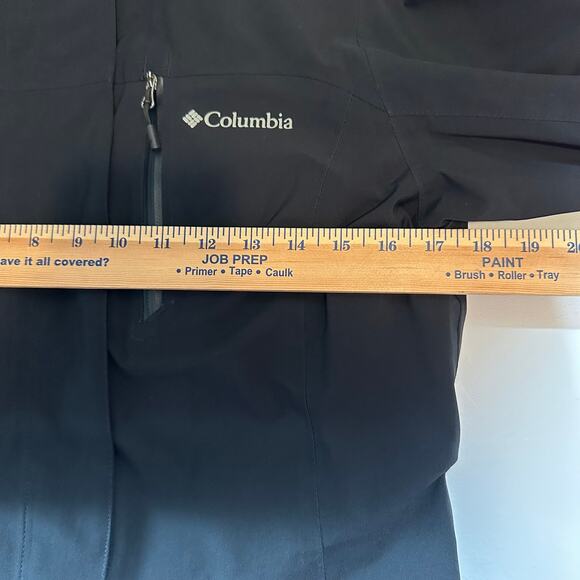 Columbia
8 9 10 11 12 13 14 15 16 17 18 19 20
ave it all covered?
JOB PREP
• Primer • Tape • Caulk
PAINT
• Brush • Roller • Tray